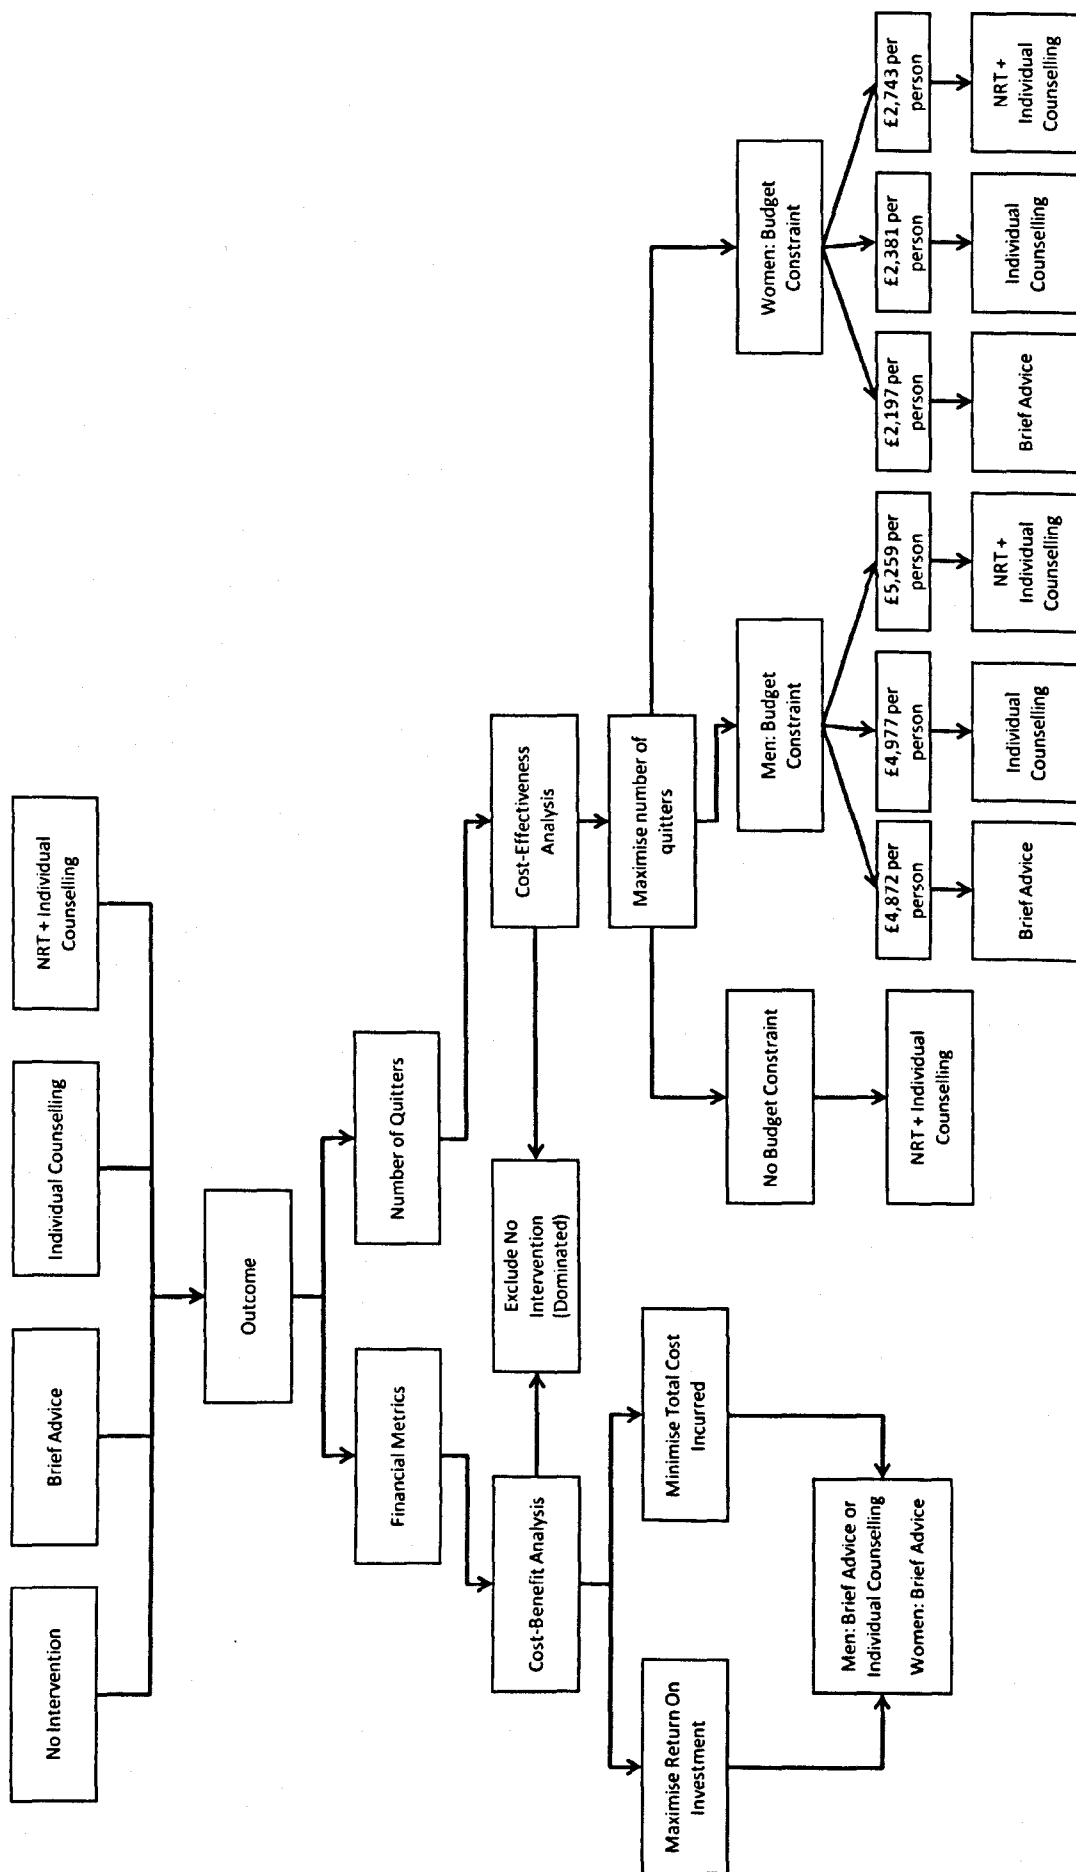 No Intervention
Brief Advice
Individual Counselling
NRT + Individual
Counselling
Outcome
Financial Metrics
Number of Quitters
Cost-Benefit Analysis
Exclude No
Intervention
(Dominated)
Cost-Effectiveness
Analysis
Maximise Return On
Investment
Minimise Total Cost
Incurred
Maximise number of
quitters
Men: Brief Advice or
Individual Counselling
Women: Brief Advice
No Budget Constraint
Men: Budget
Constraint
Women: Budget
Constraint
NRT + Individual
Counselling
£4,872 per
person
£4,977 per
person
£5,259 per
person
£2,197 per
person
£2,381 per
person
£2,743 per
person
Brief Advice
Individual
Counselling
NRT +
Individual
Counselling
Brief Advice
Individual
Counselling
NRT +
Individual
Counselling